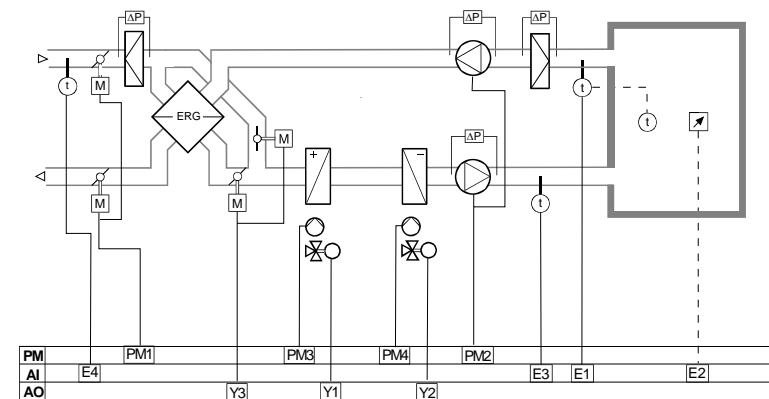 ΔP ΔP ΔP
t M
ERG
t t
M
+ − ΔP
M M t
PM PM1 PM3 PM4 PM2
AI E4 E3 E1 E2
AO Y3 Y1 Y2